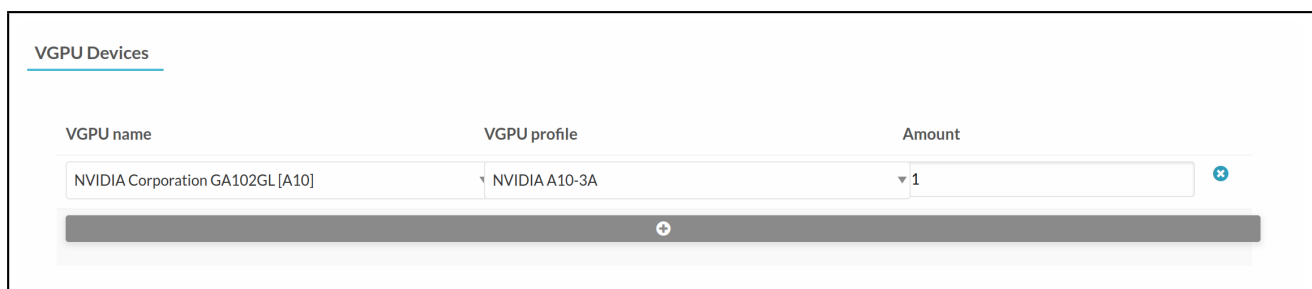 VGPU Devices
VGPU name VGPU profile Amount
NVIDIA Corporation GA102GL [A10] NVIDIA A10-3A 1